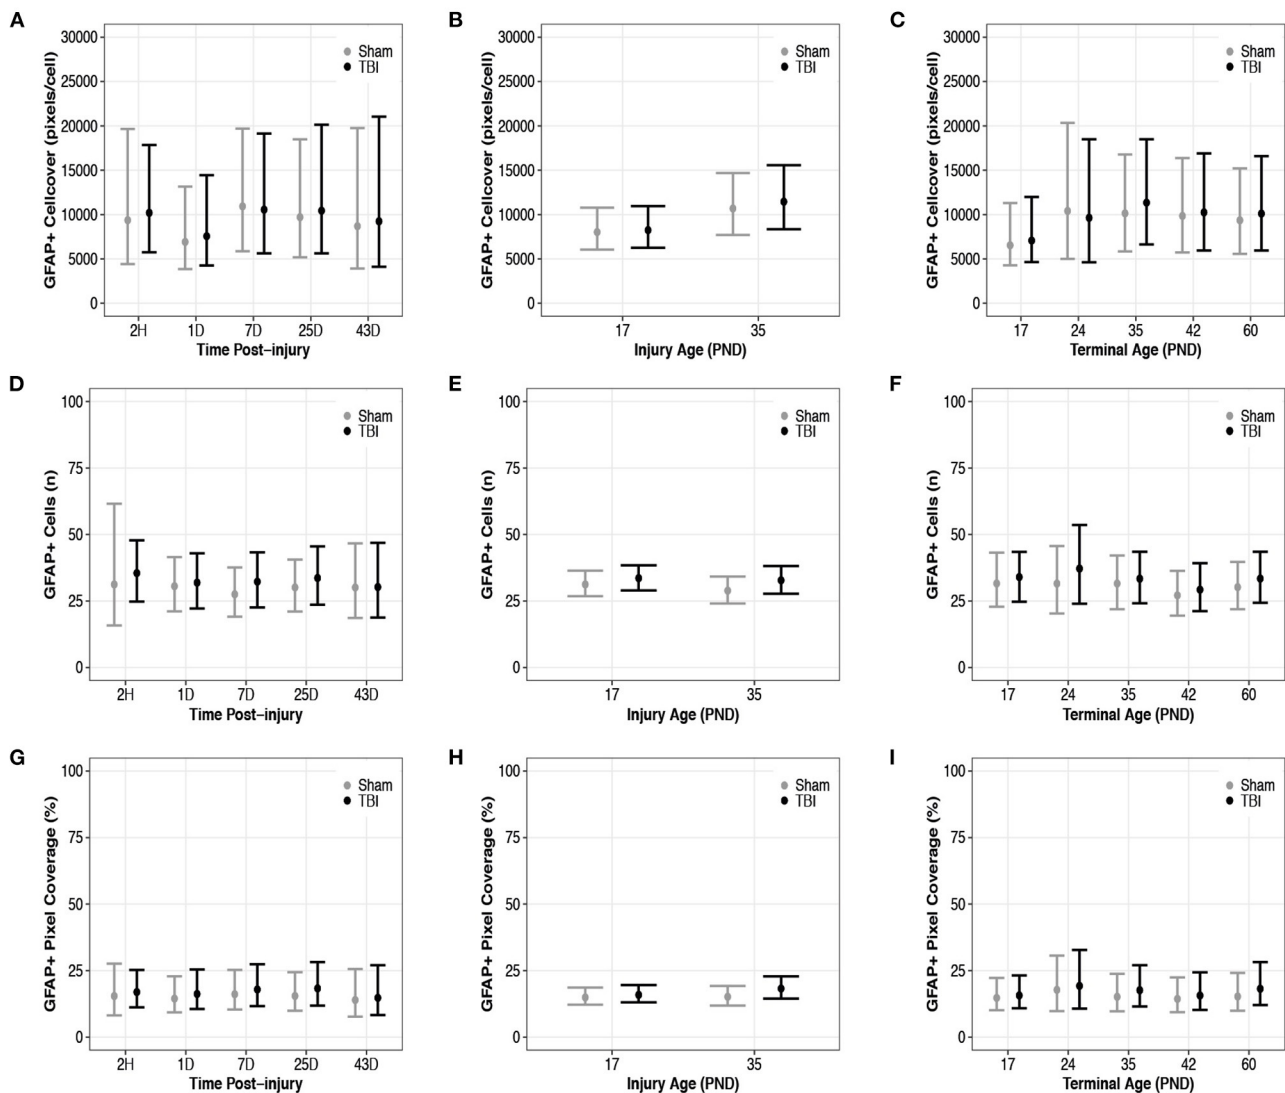 A
GFAP+ Cellcover (pixels/cell)
30000
25000
20000
15000
10000
5000
0
Sham
TBI
2H 1D 7D 25D 43D
Time Post–injury
B
GFAP+ Cellcover (pixels/cell)
30000
25000
20000
15000
10000
5000
0
Sham
TBI
17 35
Injury Age (PND)
C
GFAP+ Cellcover (pixels/cell)
30000
25000
20000
15000
10000
5000
0
Sham
TBI
17 24 35 42 60
Terminal Age (PND)
D
GFAP+ Cells (n)
100
75
50
25
0
Sham
TBI
2H 1D 7D 25D 43D
Time Post–injury
E
GFAP+ Cells (n)
100
75
50
25
0
Sham
TBI
17 35
Injury Age (PND)
F
GFAP+ Cells (n)
100
75
50
25
0
Sham
TBI
17 24 35 42 60
Terminal Age (PND)
G
GFAP+ Pixel Coverage (%)
100
75
50
25
0
Sham
TBI
2H 1D 7D 25D 43D
Time Post–injury
H
GFAP+ Pixel Coverage (%)
100
75
50
25
0
Sham
TBI
17 35
Injury Age (PND)
I
GFAP+ Pixel Coverage (%)
100
75
50
25
0
Sham
TBI
17 24 35 42 60
Terminal Age (PND)